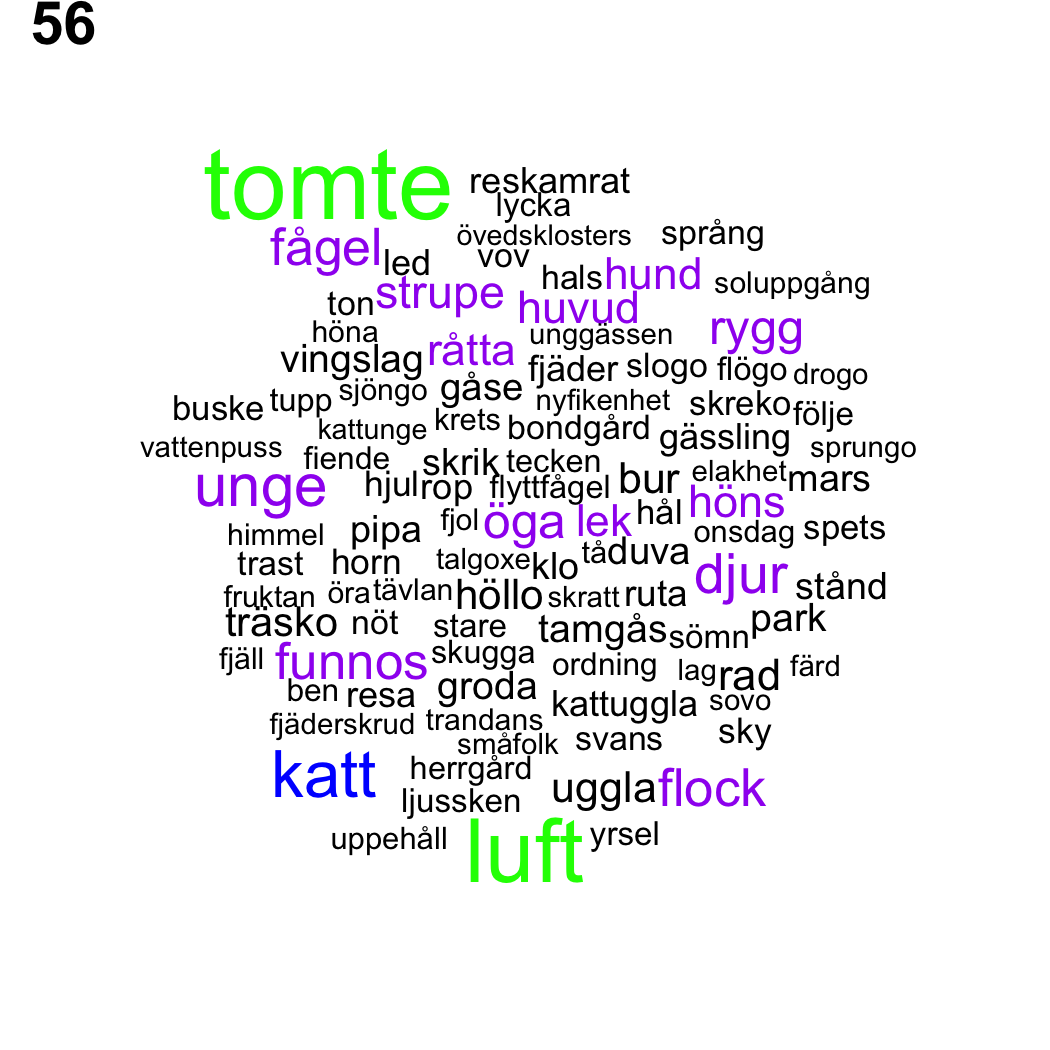 56
tomte reskamrat
lycka
övedsklosters språng
fågel led vov
hals hund soluppgång
ton strupe huvud
höna unggässen rygg
vingslag råtta fjäder slogo flögo drogo
buske tupp sjöngo gåse nyfikenhet skreko följe
kattunge krets bondgård gässling
vattenpuss fiende skrik tecken elakhet sprungo
unge hjul rop flyttfågel bur mars
höns
himmel pipa fjol öga lek hål onsdag spets
trast horn talgoxe klo tå duva djur stånd
fruktan öra tävlan höllo skratt ruta
träsko nöt stare tamgås sömn park
fjäll funnos skugga ordning lag rad färd
ben resa groda kattuggla sovo
fjäderskrud trandans svans sky
småfolk
katt herrgård
ljussken uggla flock
uppehåll luft yrsel